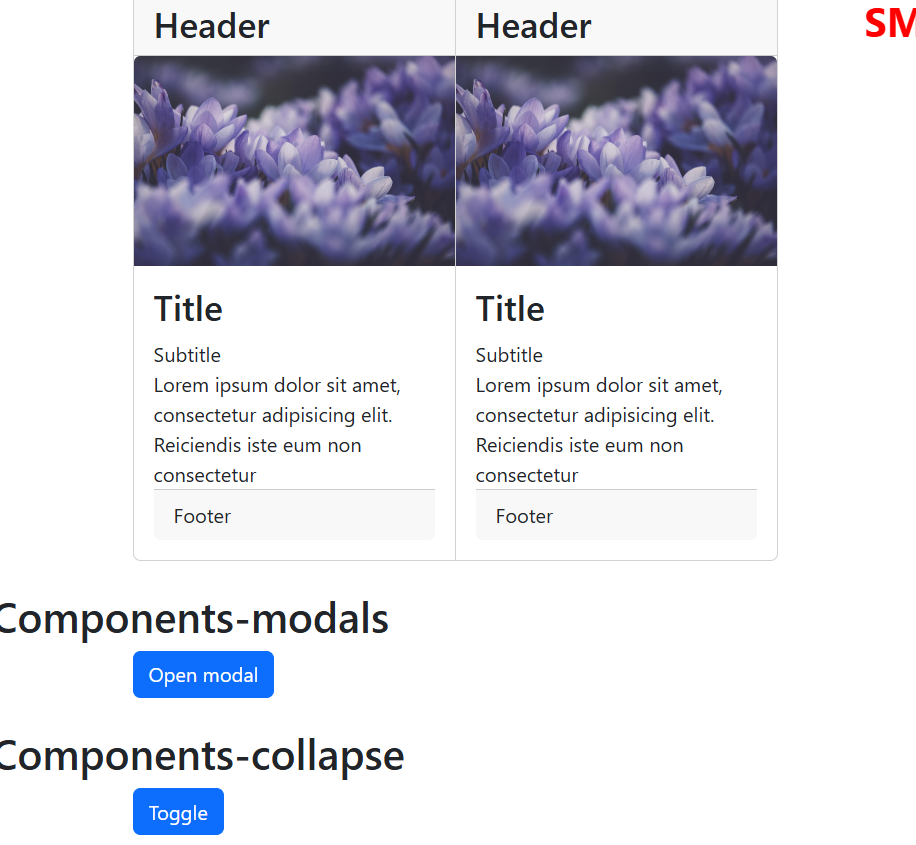 Header
Header
SM
Title
Subtitle
Lorem ipsum dolor sit amet,
consectetur adipisicing elit.
Reiciendis iste eum non
consectetur
Footer
Title
Subtitle
Lorem ipsum dolor sit amet,
consectetur adipisicing elit.
Reiciendis iste eum non
consectetur
Footer
Components-modals
Open modal
Components-collapse
Toggle